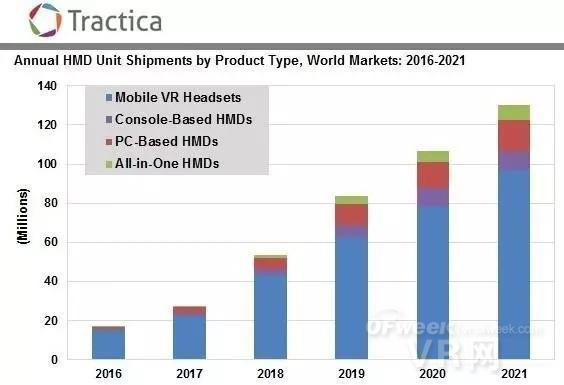 Tractica
Annual HMD Unit Shipments by Product Type, World Markets: 2016-2021
140
120
100
80
60
40
20
0
(Millions)
Mobile VR Headsets
Console-Based HMDs
PC-Based HMDs
All-in-One HMDs
2016
2017
2018
2019
2020
2021
VR网